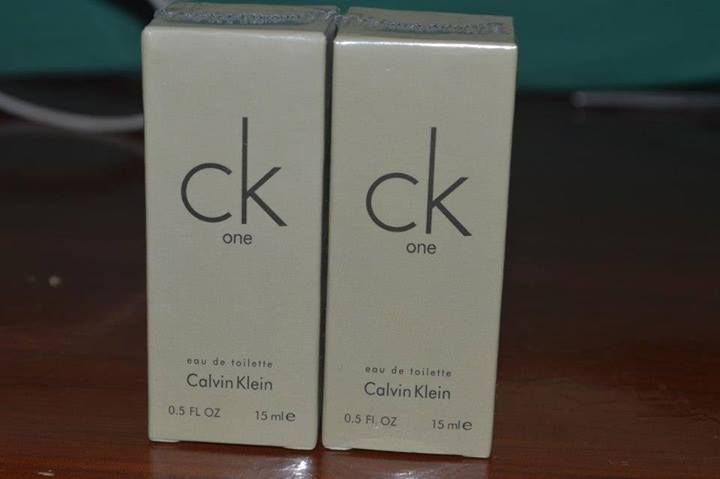 ck
one
eau de toilette
Calvin Klein
0.5 FL OZ 15 ml e
ck
one
eau de toilette
Calvin Klein
0.5 FL OZ 15 ml e